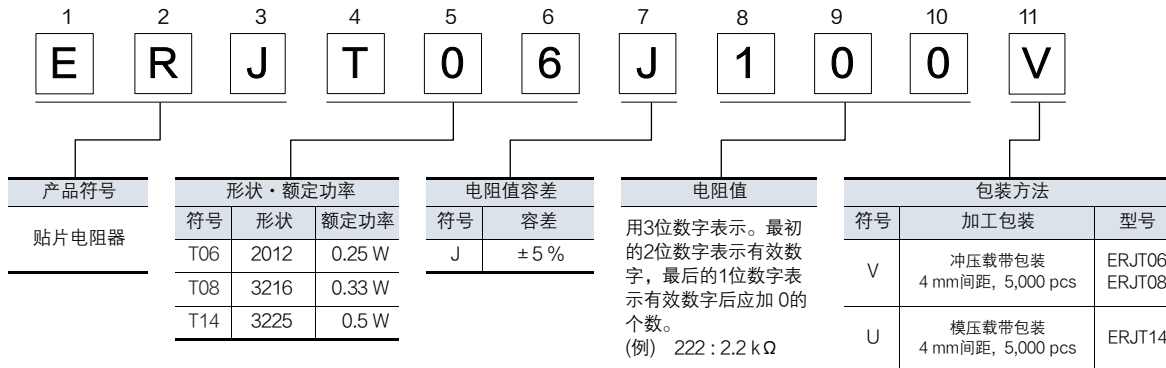 1 2 3 4 5 6 7 8 9 10 11
E R J T 0 6 J 1 0 0 V
产品符号
贴片电阻器
形状・额定功率
符号 形状 额定功率
T06 2012 0.25 W
T08 3216 0.33 W
T14 3225 0.5 W
电阻值容差
符号 容差
J ±5 %
电阻值
用3位数字表示。最初
的2位数字表示有效数
字，最后的1位数字表
示有效数字后应加 0的
个数。
(例) 222 : 2.2 kΩ
包装方法
符号 加工包装 型号
V 冲压载带包装 ERJT06
4 mm间距, 5,000 pcs ERJT08
U 模压载带包装 ERJT14
4 mm间距, 5,000 pcs